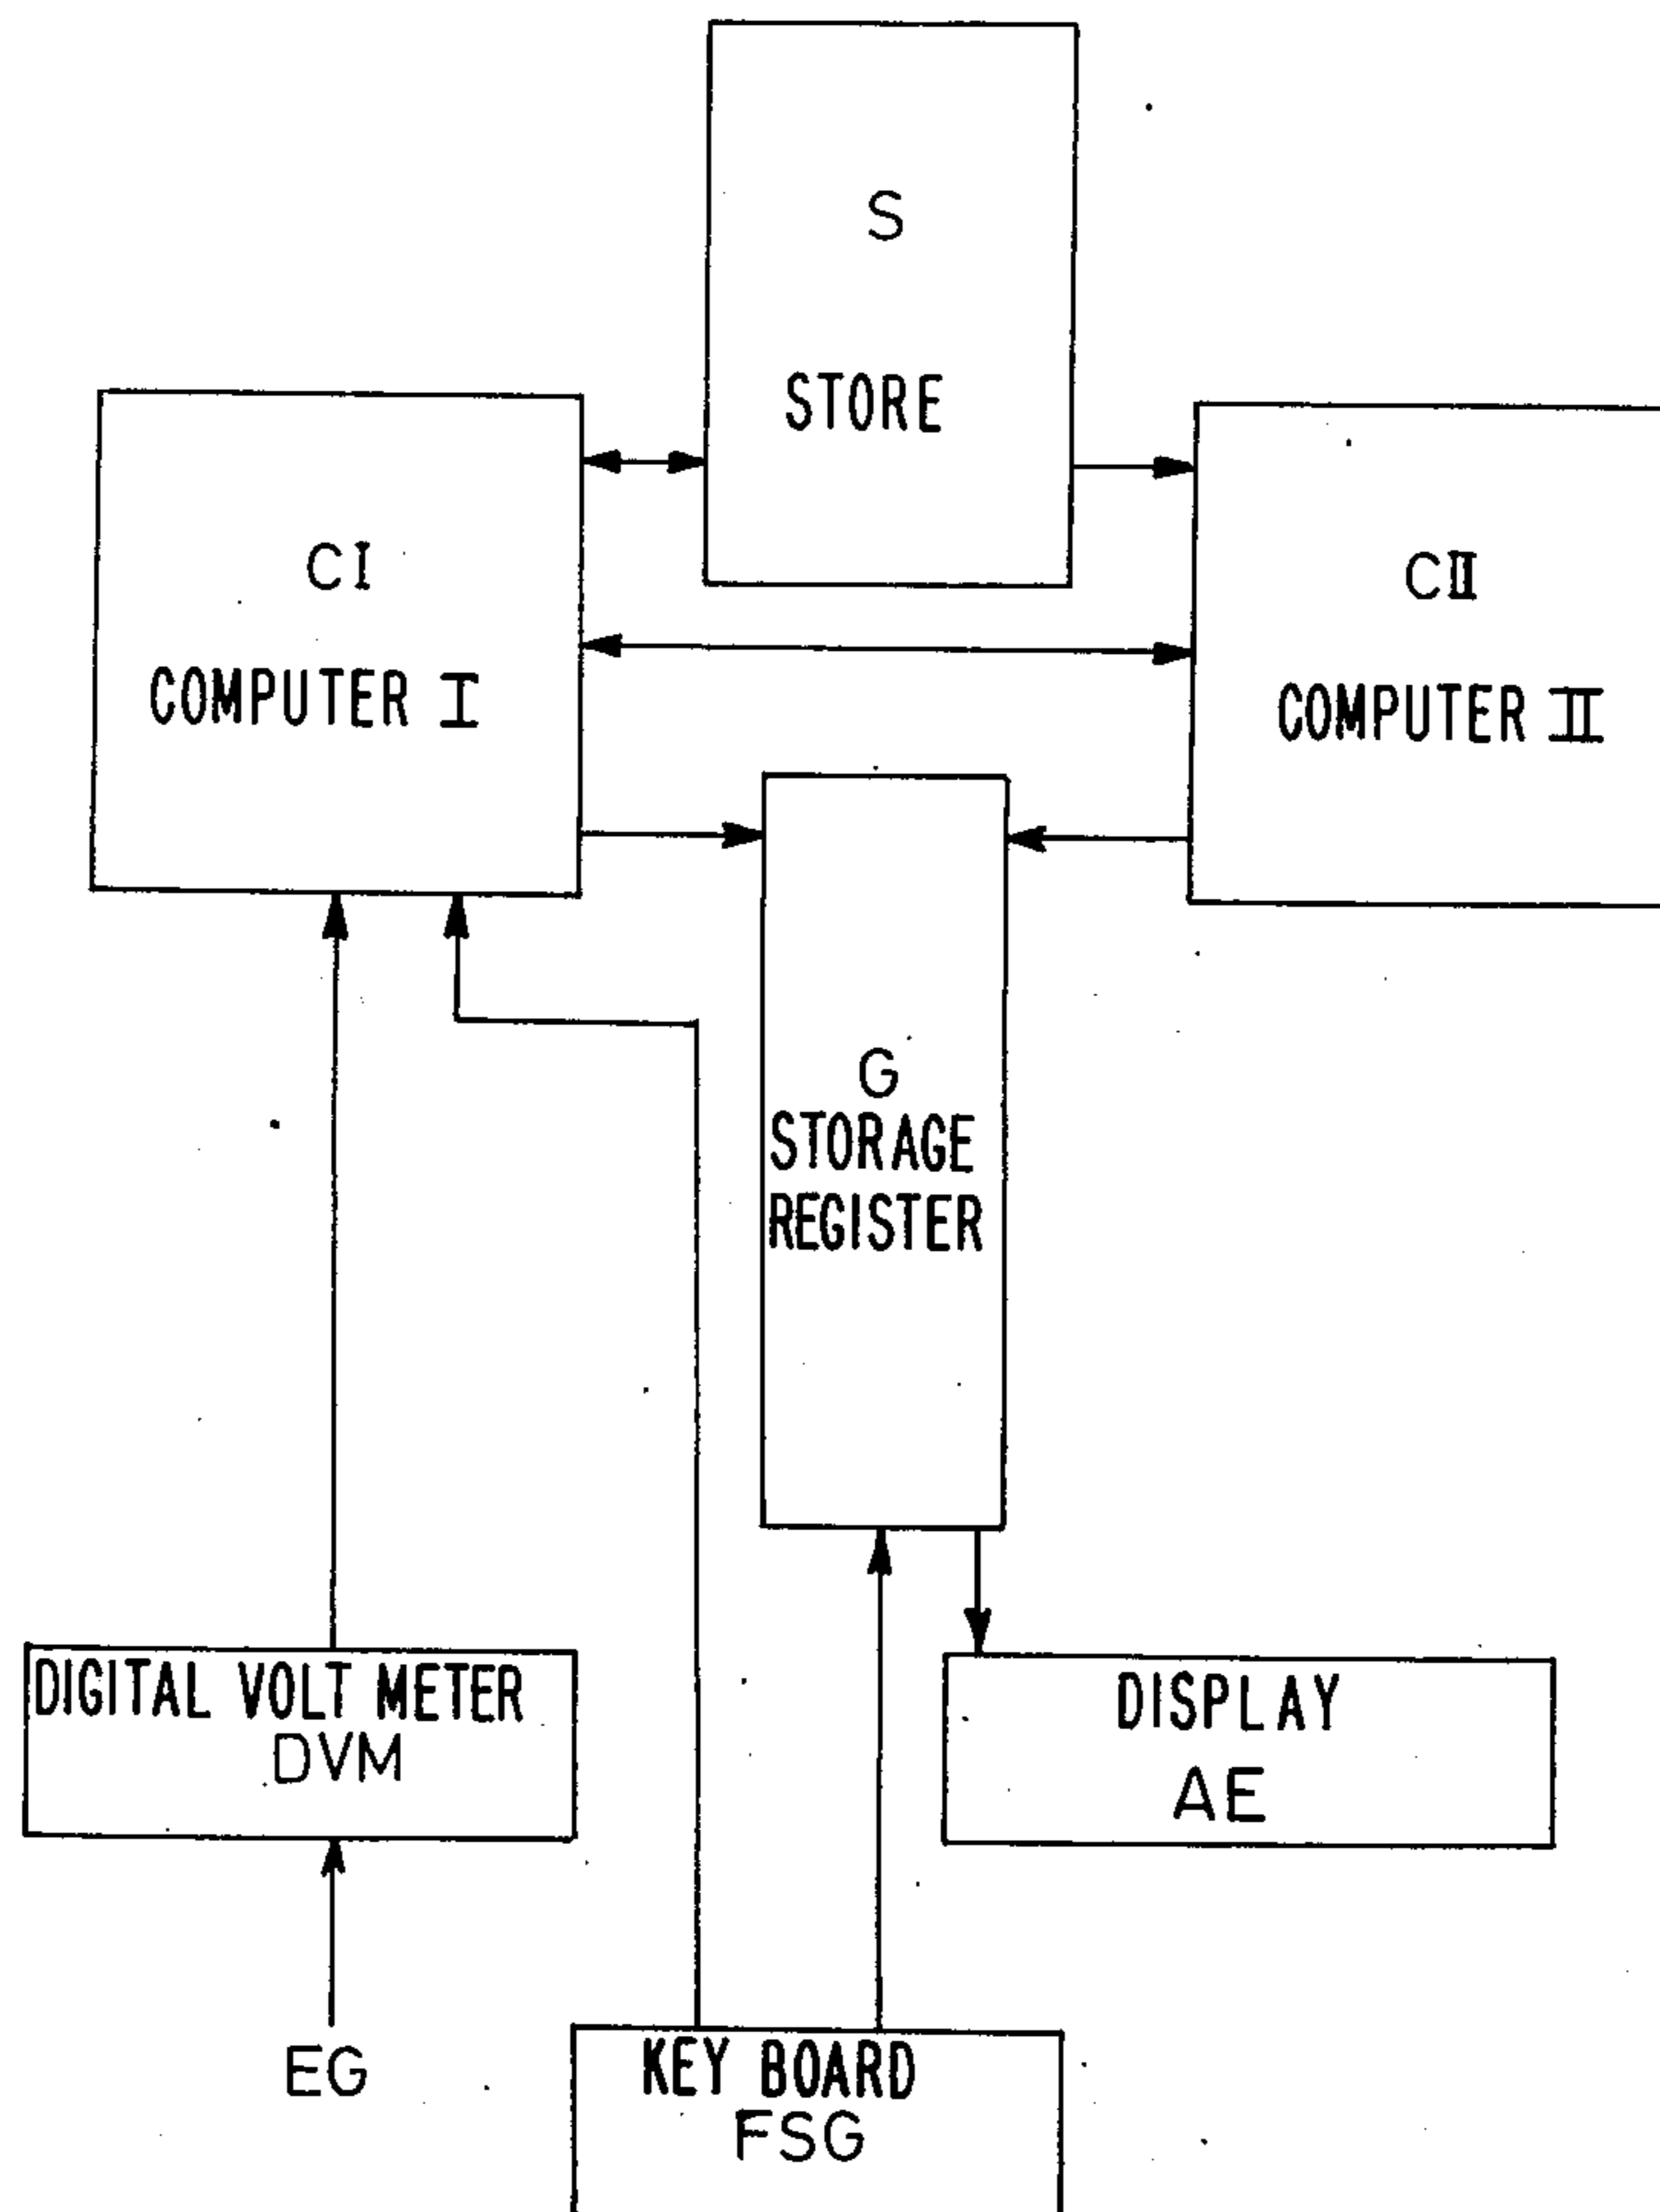 S
STORE
CI
COMPUTER I
CII
COMPUTER II
G
STORAGE
REGISTER
DIGITAL VOLT METER
DVM
DISPLAY
AE
EG
KEY BOARD
FSG